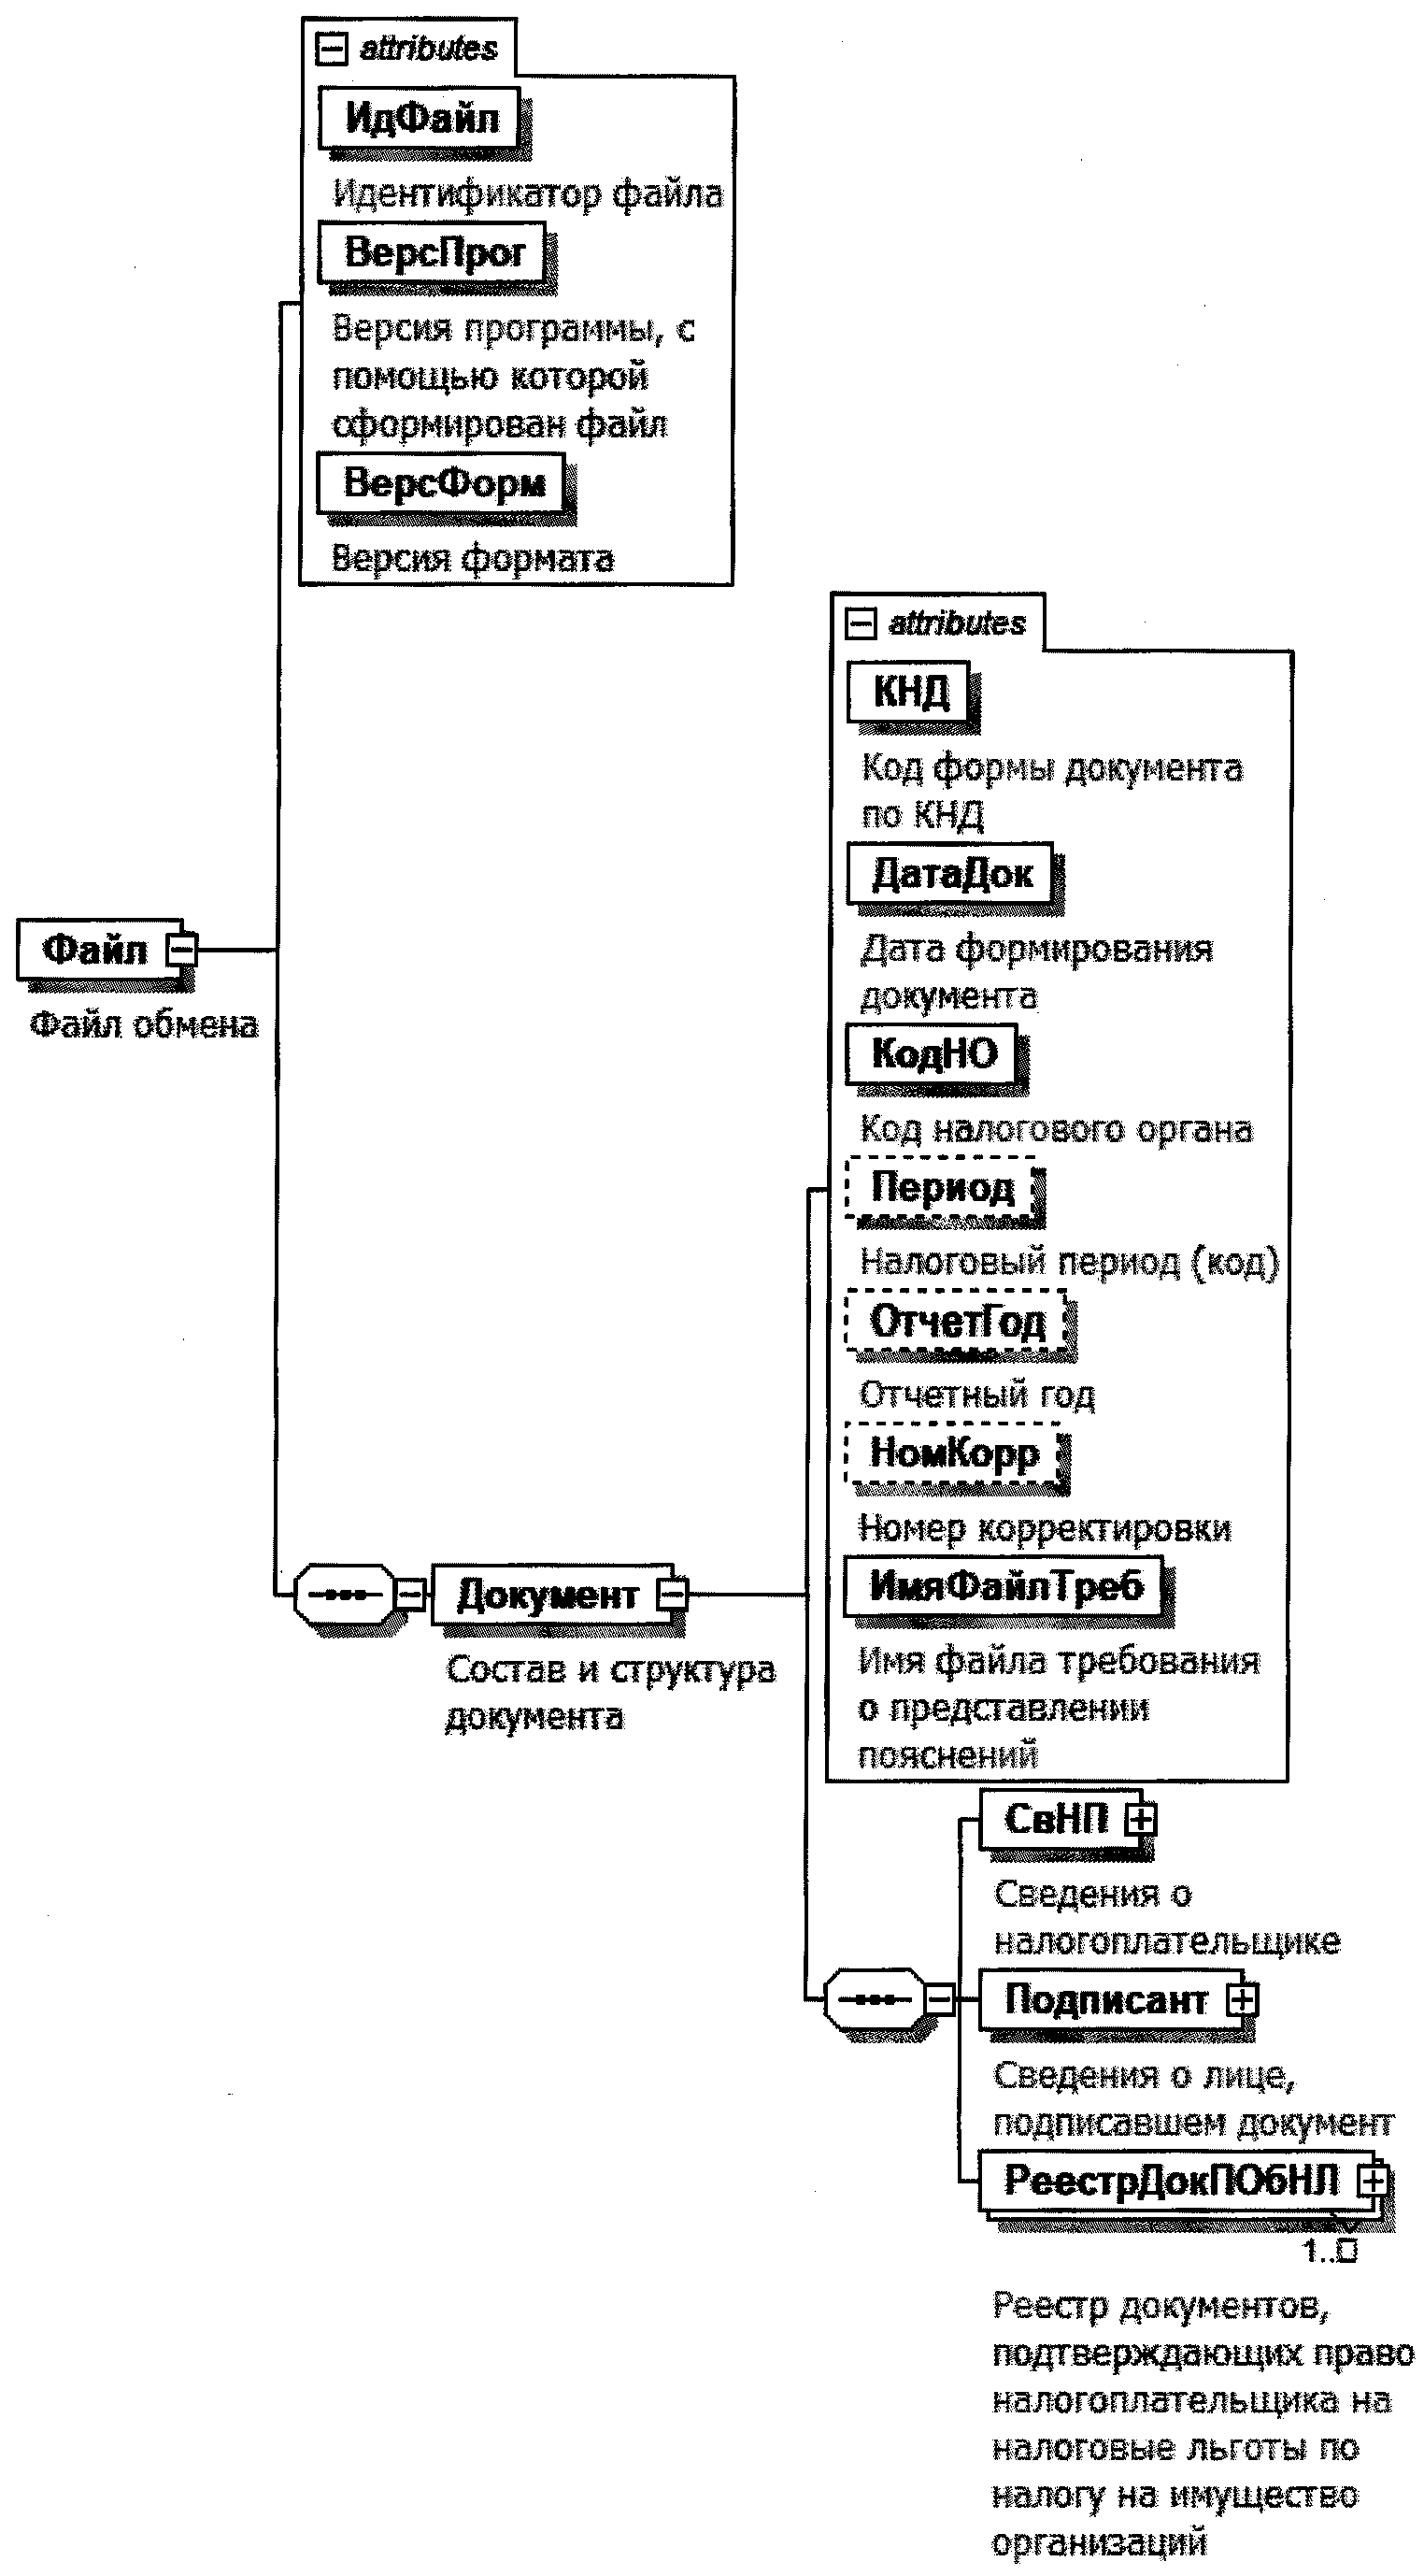 attributes
ИдФайл
Идентификатор файла
ВерсПрог
Версия программы, с
помощью которой
сформирован файл
ВерсФорм
Версия формата
Файл
Файл обмена
Документ
Состав и структура
документа
attributes
КНД
Код формы документа
по КНД
ДатаДок
Дата формирования
документа
КодНО
Код налогового органа
Период
Налоговый период (код)
ОтчетГод
Отчетный год
НомКорр
Номер корректировки
ИмяФайлТреб
Имя файла требования
о представлении
пояснений
СвНП
Сведения о
налогоплательщике
Подписант
Сведения о лице,
подписавшем документ
РеестрДокПОбНЛ
1..□
Реестр документов,
подтверждающих право
налогоплательщика на
налоговые льготы по
налогу на имущество
организаций